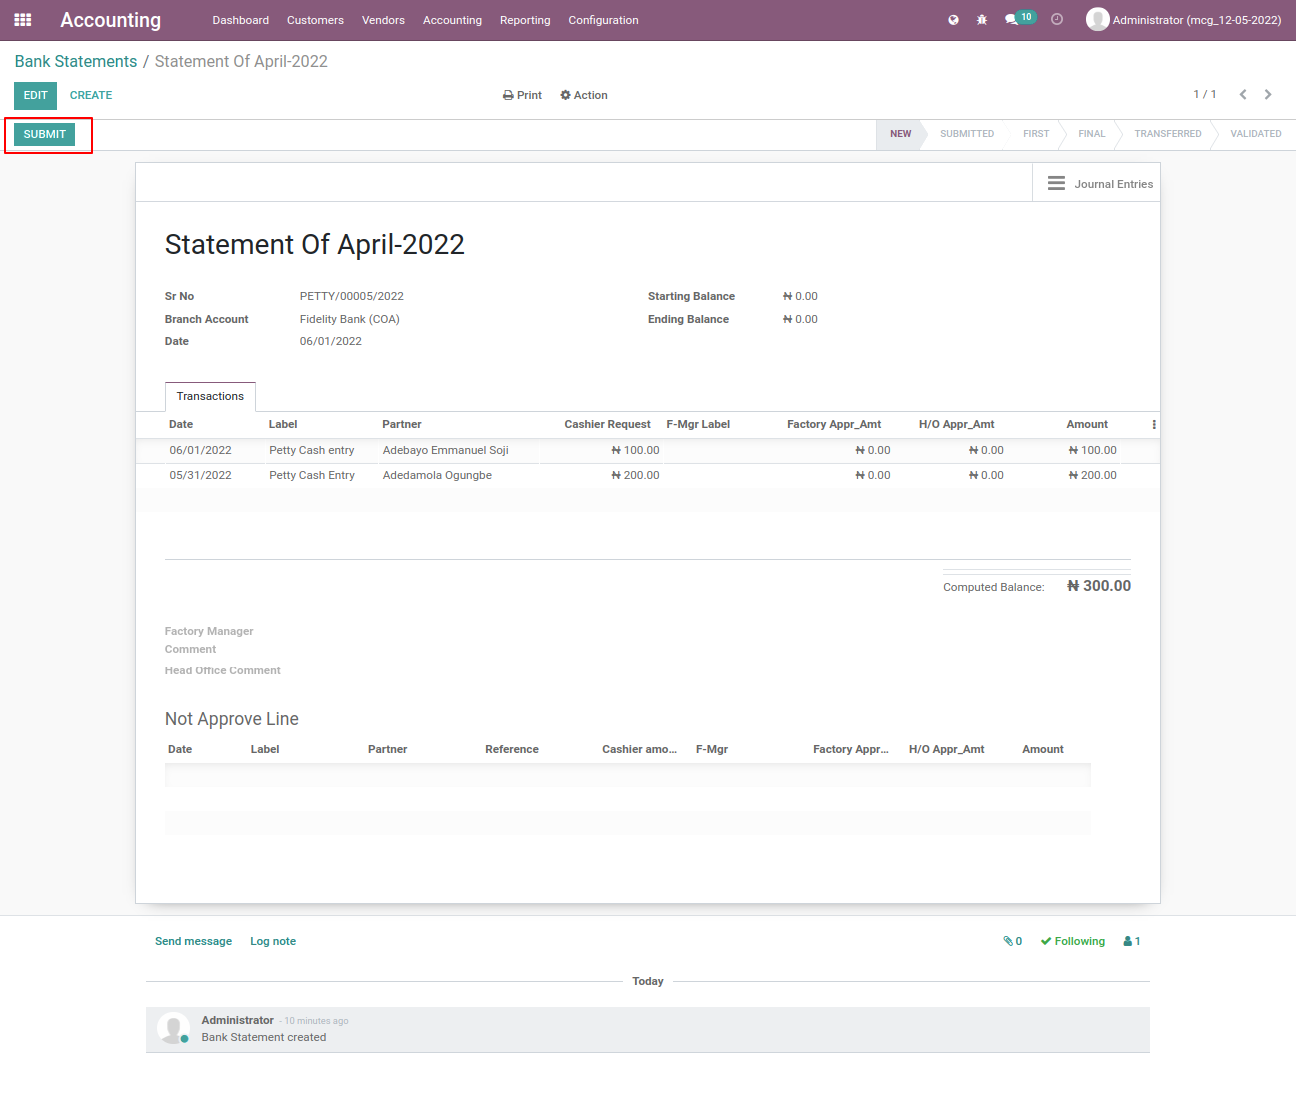 Accounting Dashboard Customers Vendors Accounting Reporting Configuration 10 Administrator (mcg_12-05-2022)
Bank Statements / Statement Of April-2022
EDIT CREATE Print Action 1 / 1
SUBMIT NEW SUBMITTED FIRST FINAL TRANSFERRED VALIDATED
Journal Entries
Statement Of April-2022
Sr No PETTY/00005/2022 Starting Balance ₦ 0.00
Branch Account Fidelity Bank (COA) Ending Balance ₦ 0.00
Date 06/01/2022
Transactions
Date Label Partner Cashier Request F-Mgr Label Factory Appr_Amt H/O Appr_Amt Amount
06/01/2022 Petty Cash entry Adebayo Emmanuel Soji ₦ 100.00 ₦ 0.00 ₦ 0.00 ₦ 100.00
05/31/2022 Petty Cash Entry Adedamola Ogungbe ₦ 200.00 ₦ 0.00 ₦ 0.00 ₦ 200.00
Computed Balance: ₦ 300.00
Factory Manager
Comment
Head Office Comment
Not Approve Line
Date Label Partner Reference Cashier amo... F-Mgr Factory Appr... H/O Appr_Amt Amount
Send message Log note 0 Following 1
Today
Administrator - 10 minutes ago
Bank Statement created